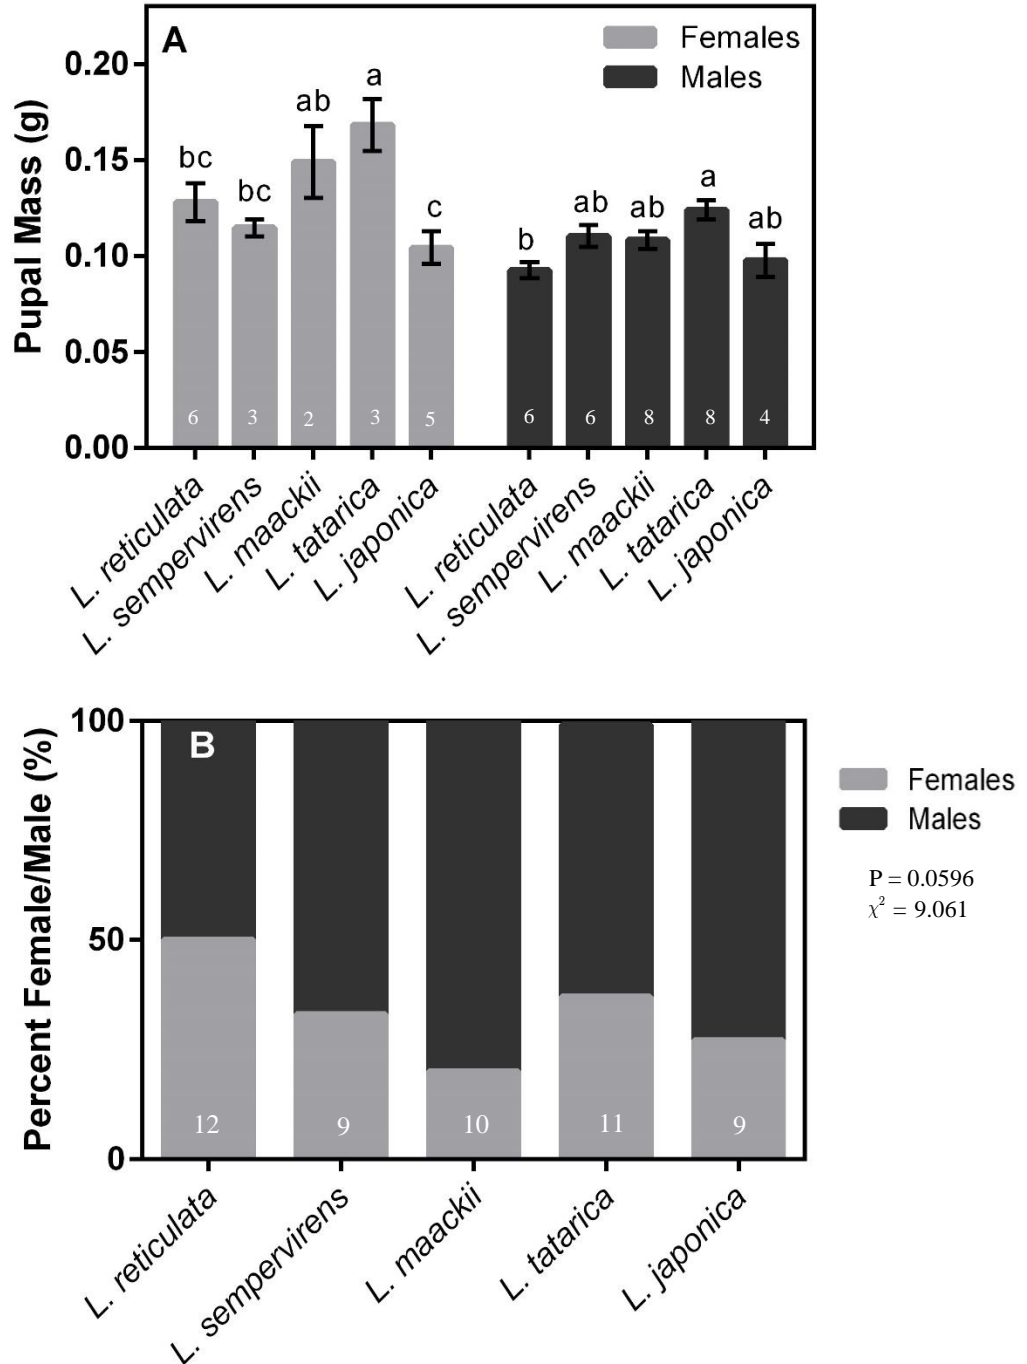 A
Females
Males
Pupal Mass (g)
0.20
0.15
0.10
0.05
0.00
bc
bc
ab
a
c
b
ab
ab
a
ab
6
3
2
3
5
6
6
8
8
4
L. reticulata
L. sempervirens
L. maackii
L. tatarica
L. japonica
L. reticulata
L. sempervirens
L. maackii
L. tatarica
L. japonica
B
Percent Female/Male (%)
100
50
0
Females
Males
P = 0.0596
χ² = 9.061
12
9
10
11
9
L. reticulata
L. sempervirens
L. maackii
L. tatarica
L. japonica